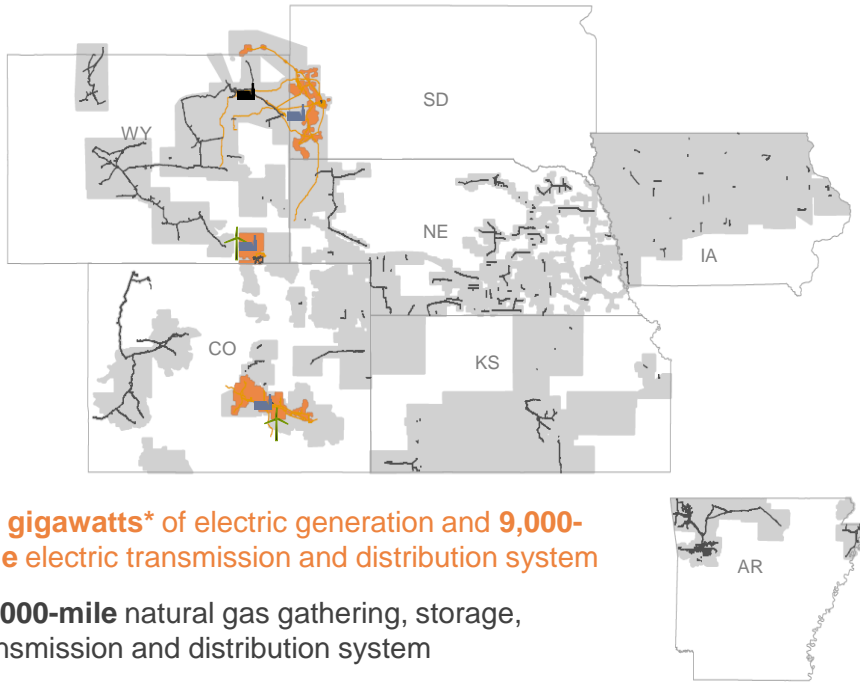 SD
WY
NE
IA
CO
KS
gigawatts* of electric generation and 9,000-
e electric transmission and distribution system
AR
000-mile natural gas gathering, storage,
nsmission and distribution system